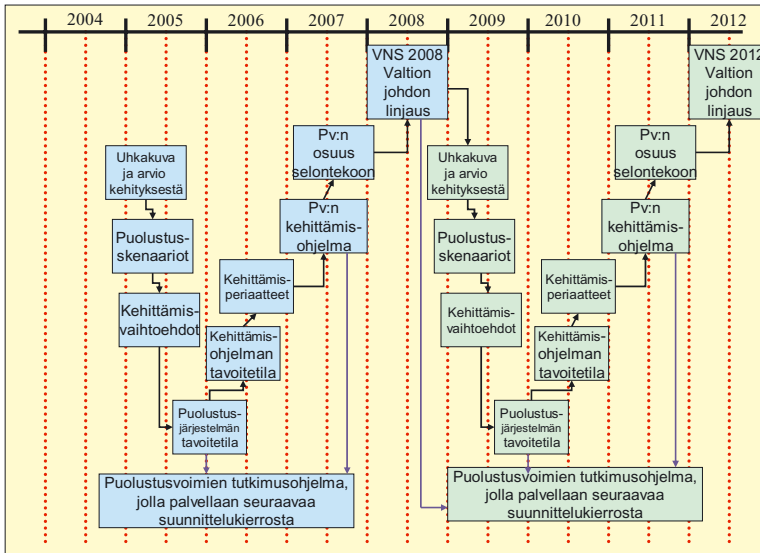 2004 2005 2006 2007 2008 2009 2010 2011 2012
VNS 2008
Valtion
johdon
linjaus
VNS 2012
Valtion
johdon
linjaus
Pv:n
osuus
selontekoon
Pv:n
osuus
selontekoon
Uhkakuva
ja arvio
kehityksestä
Uhkakuva
ja arvio
kehityksestä
Pv:n
kehittämis-
ohjelma
Pv:n
kehittämis-
ohjelma
Puolustus-
skenaariot
Puolustus-
skenaariot
Kehittämis-
periaatteet
Kehittämis-
periaatteet
Kehittämis-
vaihtoehdot
Kehittämis-
vaihtoehdot
Kehittämis-
ohjelman
tavoitetila
Kehittämis-
ohjelman
tavoitetila
Puolustus-
järjestelmän
tavoitetila
Puolustus-
järjestelmän
tavoitetila
Puolustusvoimien tutkimusohjelma,
jolla palvellaan seuraavaa
suunnittelukierrosta
Puolustusvoimien tutkimusohjelma,
jolla palvellaan seuraavaa
suunnittelukierrosta